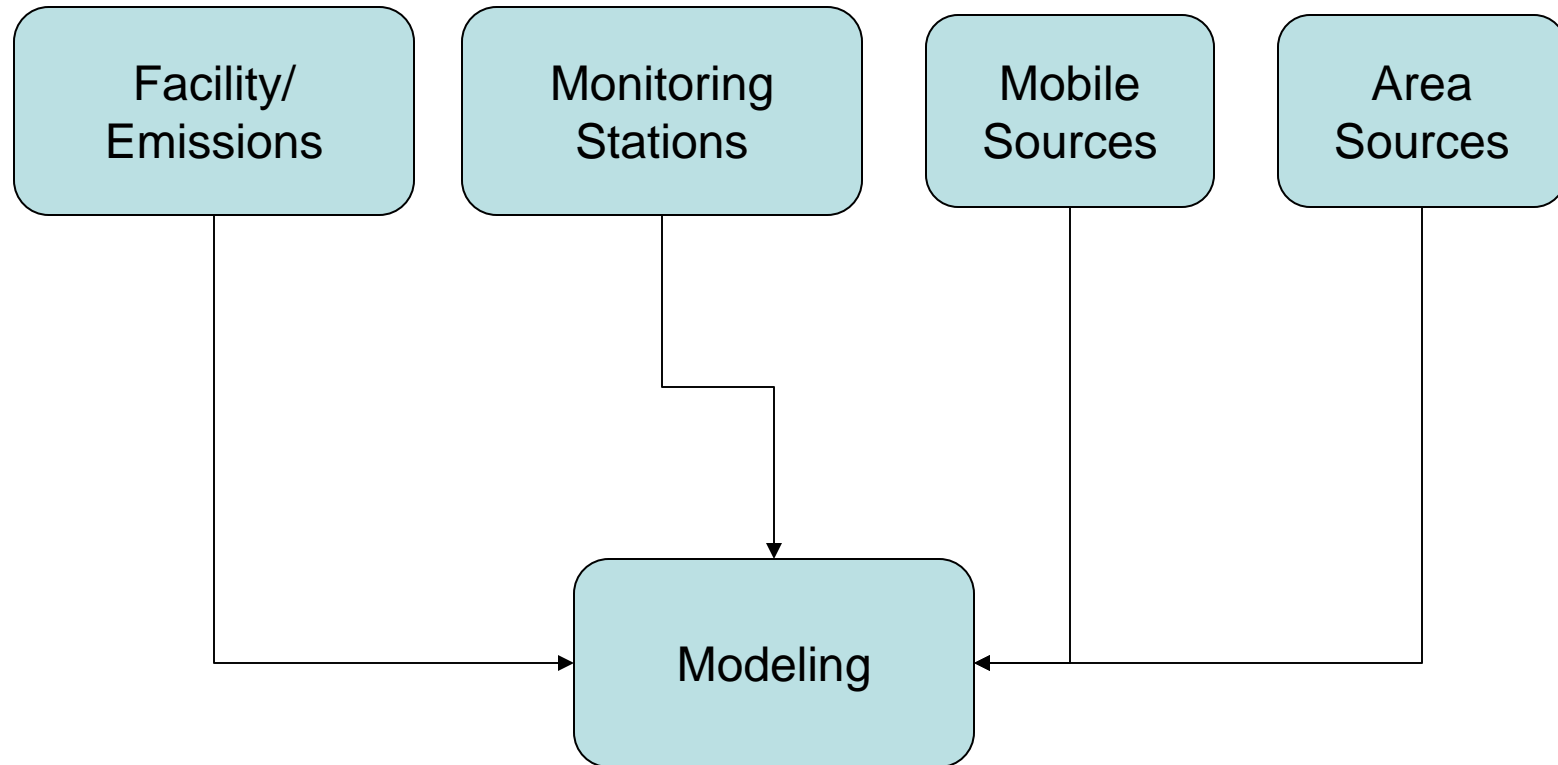 Facility/
Emissions
Monitoring
Stations
Mobile
Sources
Area
Sources
Modeling